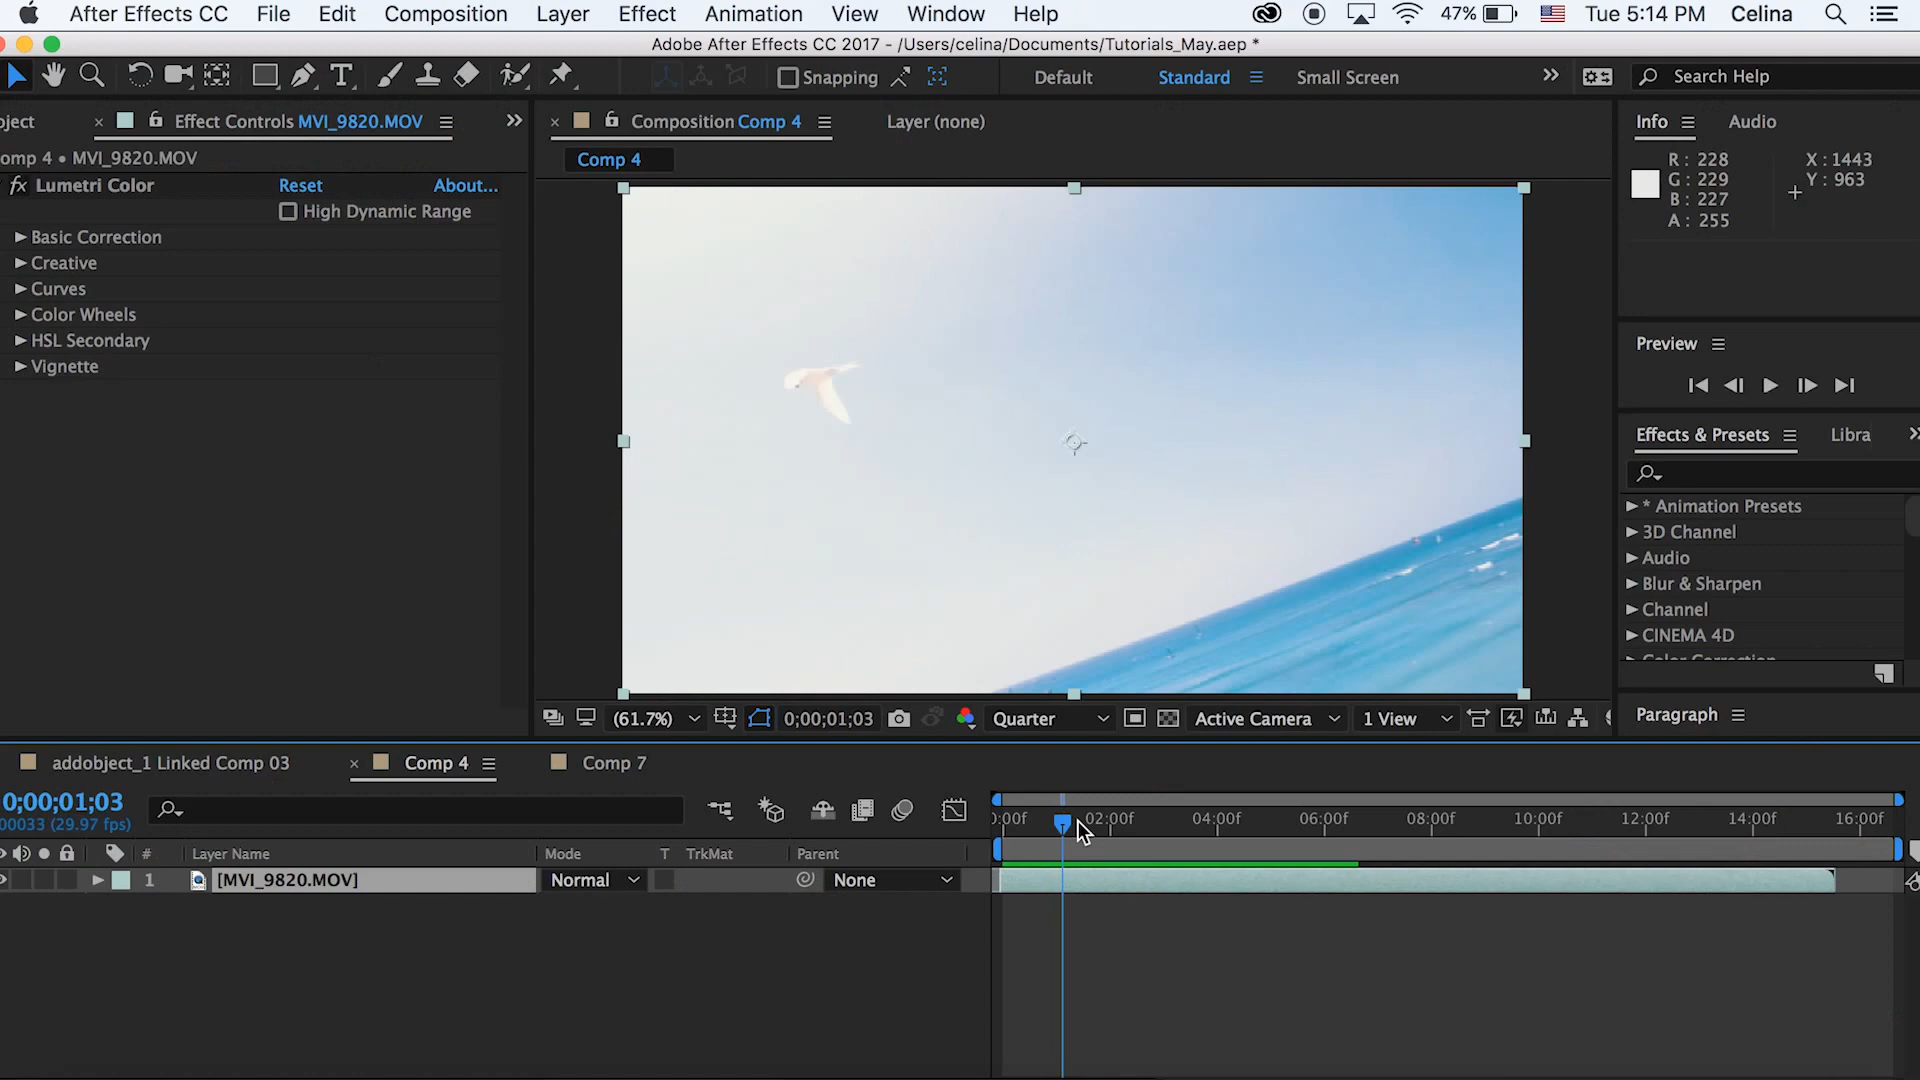 After Effects CC File Edit Composition Layer Effect Animation View Window Help 47% Tue 5:14 PM Celina
Adobe After Effects CC 2017 - /Users/celina/Documents/Tutorials_May.aep *
Snapping Default Standard Small Screen Search Help
oject Effect Controls MVI_9820.MOV
Composition Comp 4 Layer (none)
Info Audio
omp 4 • MVI_9820.MOV
Comp 4
fx Lumetri Color Reset About...
High Dynamic Range
Basic Correction
Creative
Curves
Color Wheels
HSL Secondary
Vignette
R : 228 X : 1443
G : 229 Y : 963
B : 227
A : 255
Preview
Effects & Presets Libra
* Animation Presets
3D Channel
Audio
Blur & Sharpen
Channel
CINEMA 4D
Color Correction
Paragraph
(61.7%) 0;00;01;03 Quarter Active Camera 1 View
addobject_1 Linked Comp 03 Comp 4 Comp 7
0;00;01;03
00033 (29.97 fps)
0:00f 02:00f 04:00f 06:00f 08:00f 10:00f 12:00f 14:00f 16:00f
# Layer Name Mode T TrkMat Parent
1 [MVI_9820.MOV] Normal None